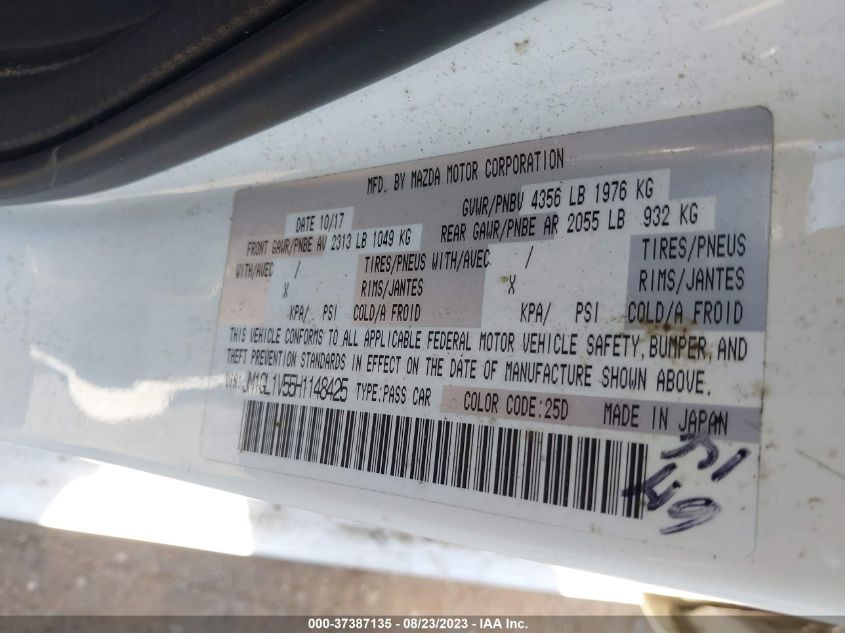 MFD. BY MAZDA MOTOR CORPORATION
DATE 10/17 GVWR/PNBV 4356 LB 1976 KG
FRONT GAWR/PNBE AV 2313 LB 1049 KG REAR GAWR/PNBE AR 2055 LB 932 KG
WITH/AVEC / TIRES/PNEUS WITH/AVEC / TIRES/PNEUS
X RIMS/JANTES X RIMS/JANTES
KPA/ PSI COLD/A FROID KPA/ PSI COLD/A FROID
THIS VEHICLE CONFORMS TO ALL APPLICABLE FEDERAL MOTOR VEHICLE SAFETY, BUMPER, AND
THEFT PREVENTION STANDARDS IN EFFECT ON THE DATE OF MANUFACTURE SHOWN ABOVE.
VIN: JM1GL1V55H1148425 TYPE:PASS CAR COLOR CODE:25D MADE IN JAPAN
000-37387135 - 08/23/2023 - IAA Inc.